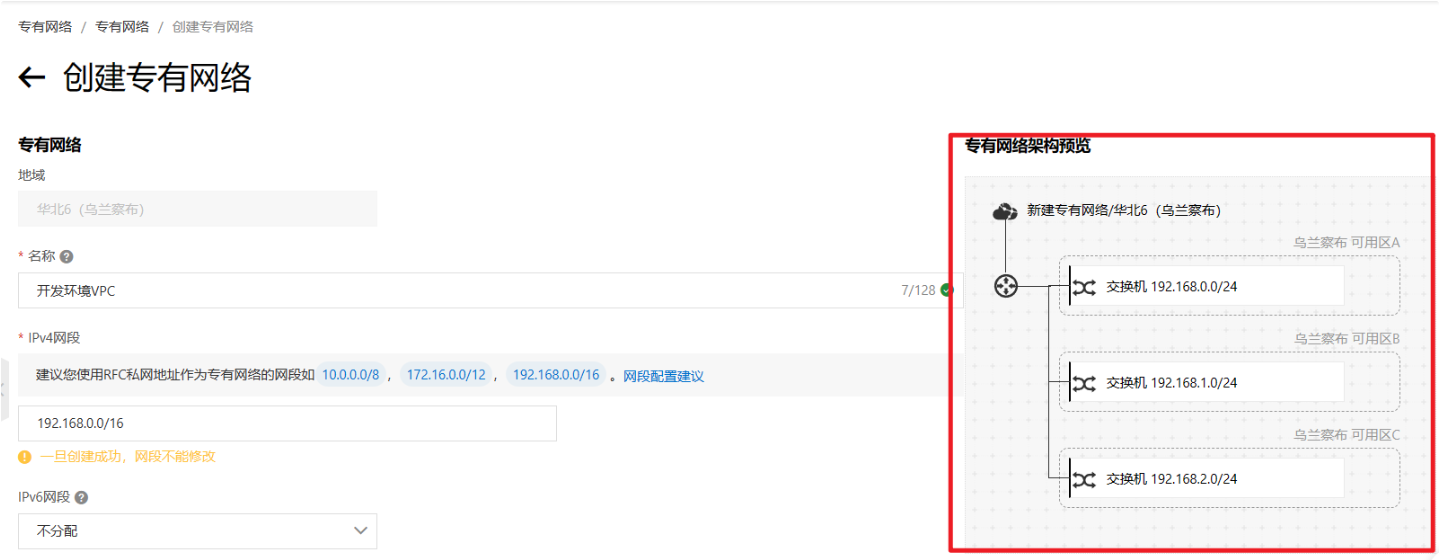 专有网络 / 专有网络 / 创建专有网络
← 创建专有网络
专有网络
地域
华北6（乌兰察布）
* 名称 ?
开发环境VPC 7/128
* IPv4网段
建议您使用RFC私网地址作为专有网络的网段如 10.0.0.0/8 ， 172.16.0.0/12 ， 192.168.0.0/16 。网段配置建议
192.168.0.0/16
一旦创建成功，网段不能修改
IPv6网段 ?
不分配
专有网络架构预览
新建专有网络/华北6（乌兰察布）
乌兰察布 可用区A
交换机 192.168.0.0/24
乌兰察布 可用区B
交换机 192.168.1.0/24
乌兰察布 可用区C
交换机 192.168.2.0/24